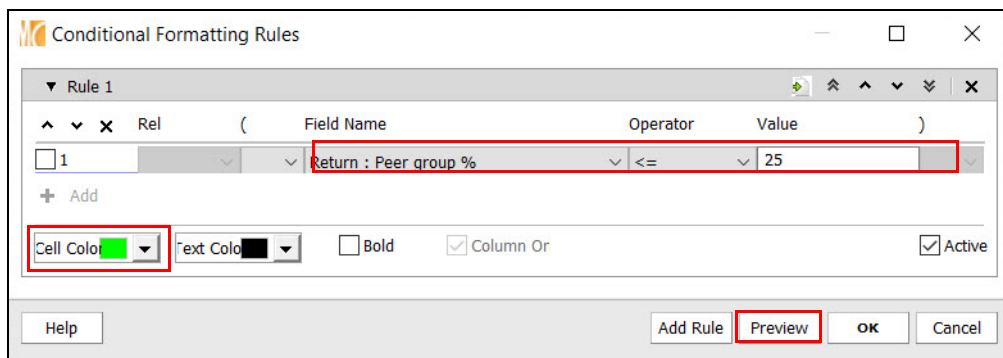 Conditional Formatting Rules
Rule 1
Rel ( Field Name Operator Value )
1 Return : Peer group % <= 25
Add
Cell Color Text Colo Bold Column Or Active
Help Add Rule Preview OK Cancel